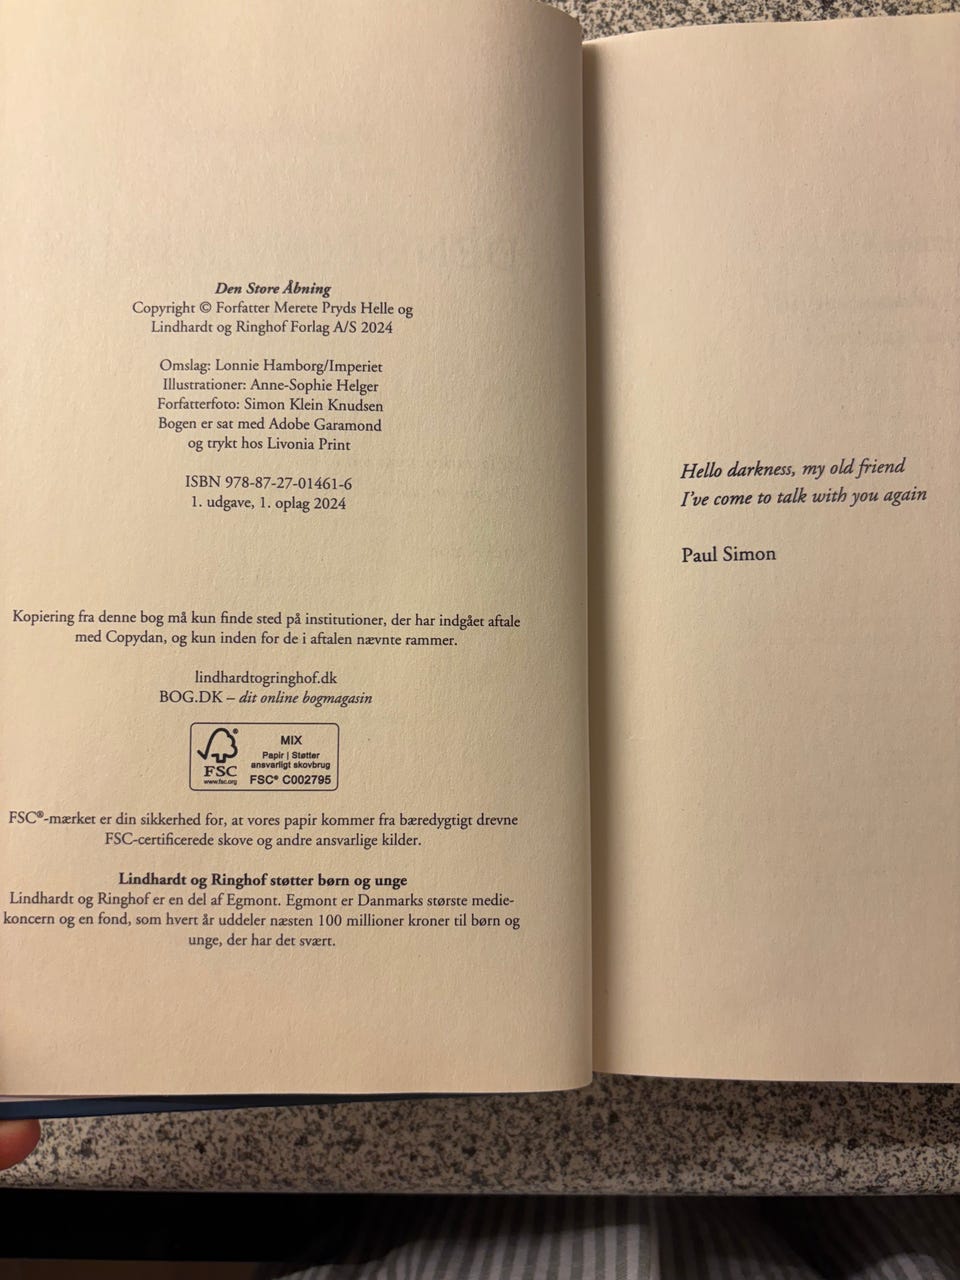 Den Store Åbning
Copyright © Forfatter Merete Pryds Helle og
Lindhardt og Ringhof Forlag A/S 2024
Omslag: Lonnie Hamborg/Imperiet
Illustrationer: Anne-Sophie Helger
Forfatterfoto: Simon Klein Knudsen
Bogen er sat med Adobe Garamond
og trykt hos Livonia Print
ISBN 978-87-27-01461-6
1. udgave, 1. oplag 2024
Kopiering fra denne bog må kun finde sted på institutioner, der har indgået aftale
med Copydan, og kun inden for de i aftalen nævnte rammer.
lindhardtogringhof.dk
BOG.DK – dit online bogmagasin
FSC
www.fsc.org
MIX
Papir | Støtter
ansvarligt skovbrug
FSC® C002795
FSC®-mærket er din sikkerhed for, at vores papir kommer fra bæredygtigt drevne
FSC-certificerede skove og andre ansvarlige kilder.
Lindhardt og Ringhof støtter børn og unge
Lindhardt og Ringhof er en del af Egmont. Egmont er Danmarks største medie-
koncern og en fond, som hvert år uddeler næsten 100 millioner kroner til børn og
unge, der har det svært.
Hello darkness, my old friend
I've come to talk with you again
Paul Simon